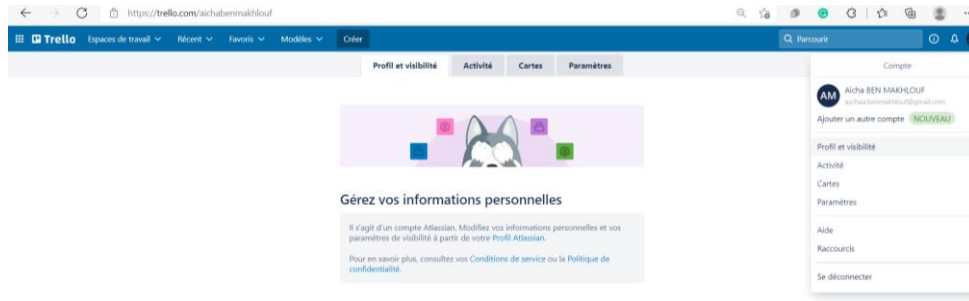 https://trello.com/aichabenmakhlouf
Trello Espaces de travail Récent Favoris Modèles Créer Parcourir
Profil et visibilité Activité Cartes Paramètres
Compte
AM Aicha BEN MAKHLOUF
Ajouter un autre compte NOUVEAU
Profil et visibilité
Activité
Cartes
Paramètres
Aide
Raccourcis
Se déconnecter
Gérez vos informations personnelles
Il s'agit d'un compte Atlassian. Modifiez vos informations personnelles et vos
paramètres de visibilité à partir de votre Profil Atlassian.
Pour en savoir plus, consultez vos Conditions de service ou la Politique de
confidentialité.